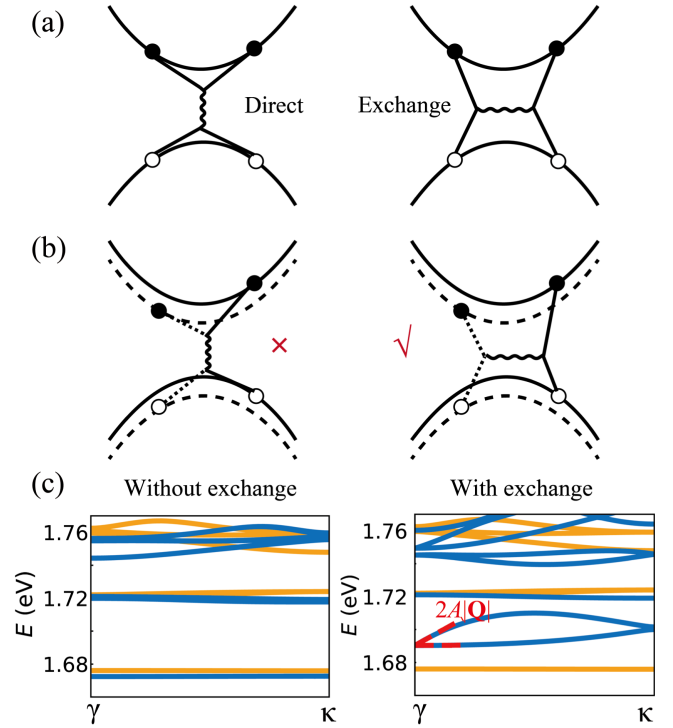 (a)
Direct
Exchange
(b)
×
√
(c)
Without exchange
With exchange
E (eV)
1.76
1.72
1.68
γ
κ
E (eV)
1.76
1.72
1.68
2A|Q|
γ
κ